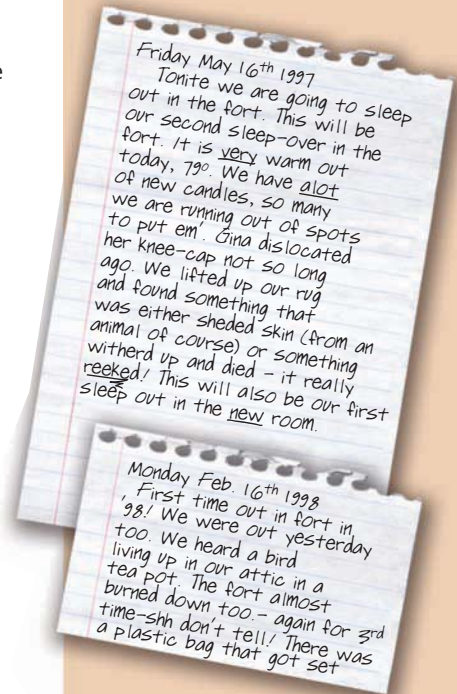 e
Friday May 16th 1997
Tonite we are going to sleep
out in the fort. This will be
our second sleep-over in the
fort. It is very warm out
today, 79º. We have alot
of new candles, so many
we are running out of spots
to put em'. Gina dislocated
her knee-cap not so long
ago. We lifted up our rug
and found something that
was either sheded skin (from an
animal of course) or something
witherd up and died – it really
reeked! This will also be our first
sleep out in the new room.
Monday Feb. 16th 1998
, First time out in fort in
'98! We were out yesterday
too. We heard a bird
living up in our attic in a
tea pot. The fort almost
burned down too. – again for 3rd
time–shh don't tell! There was
a plastic bag that got set